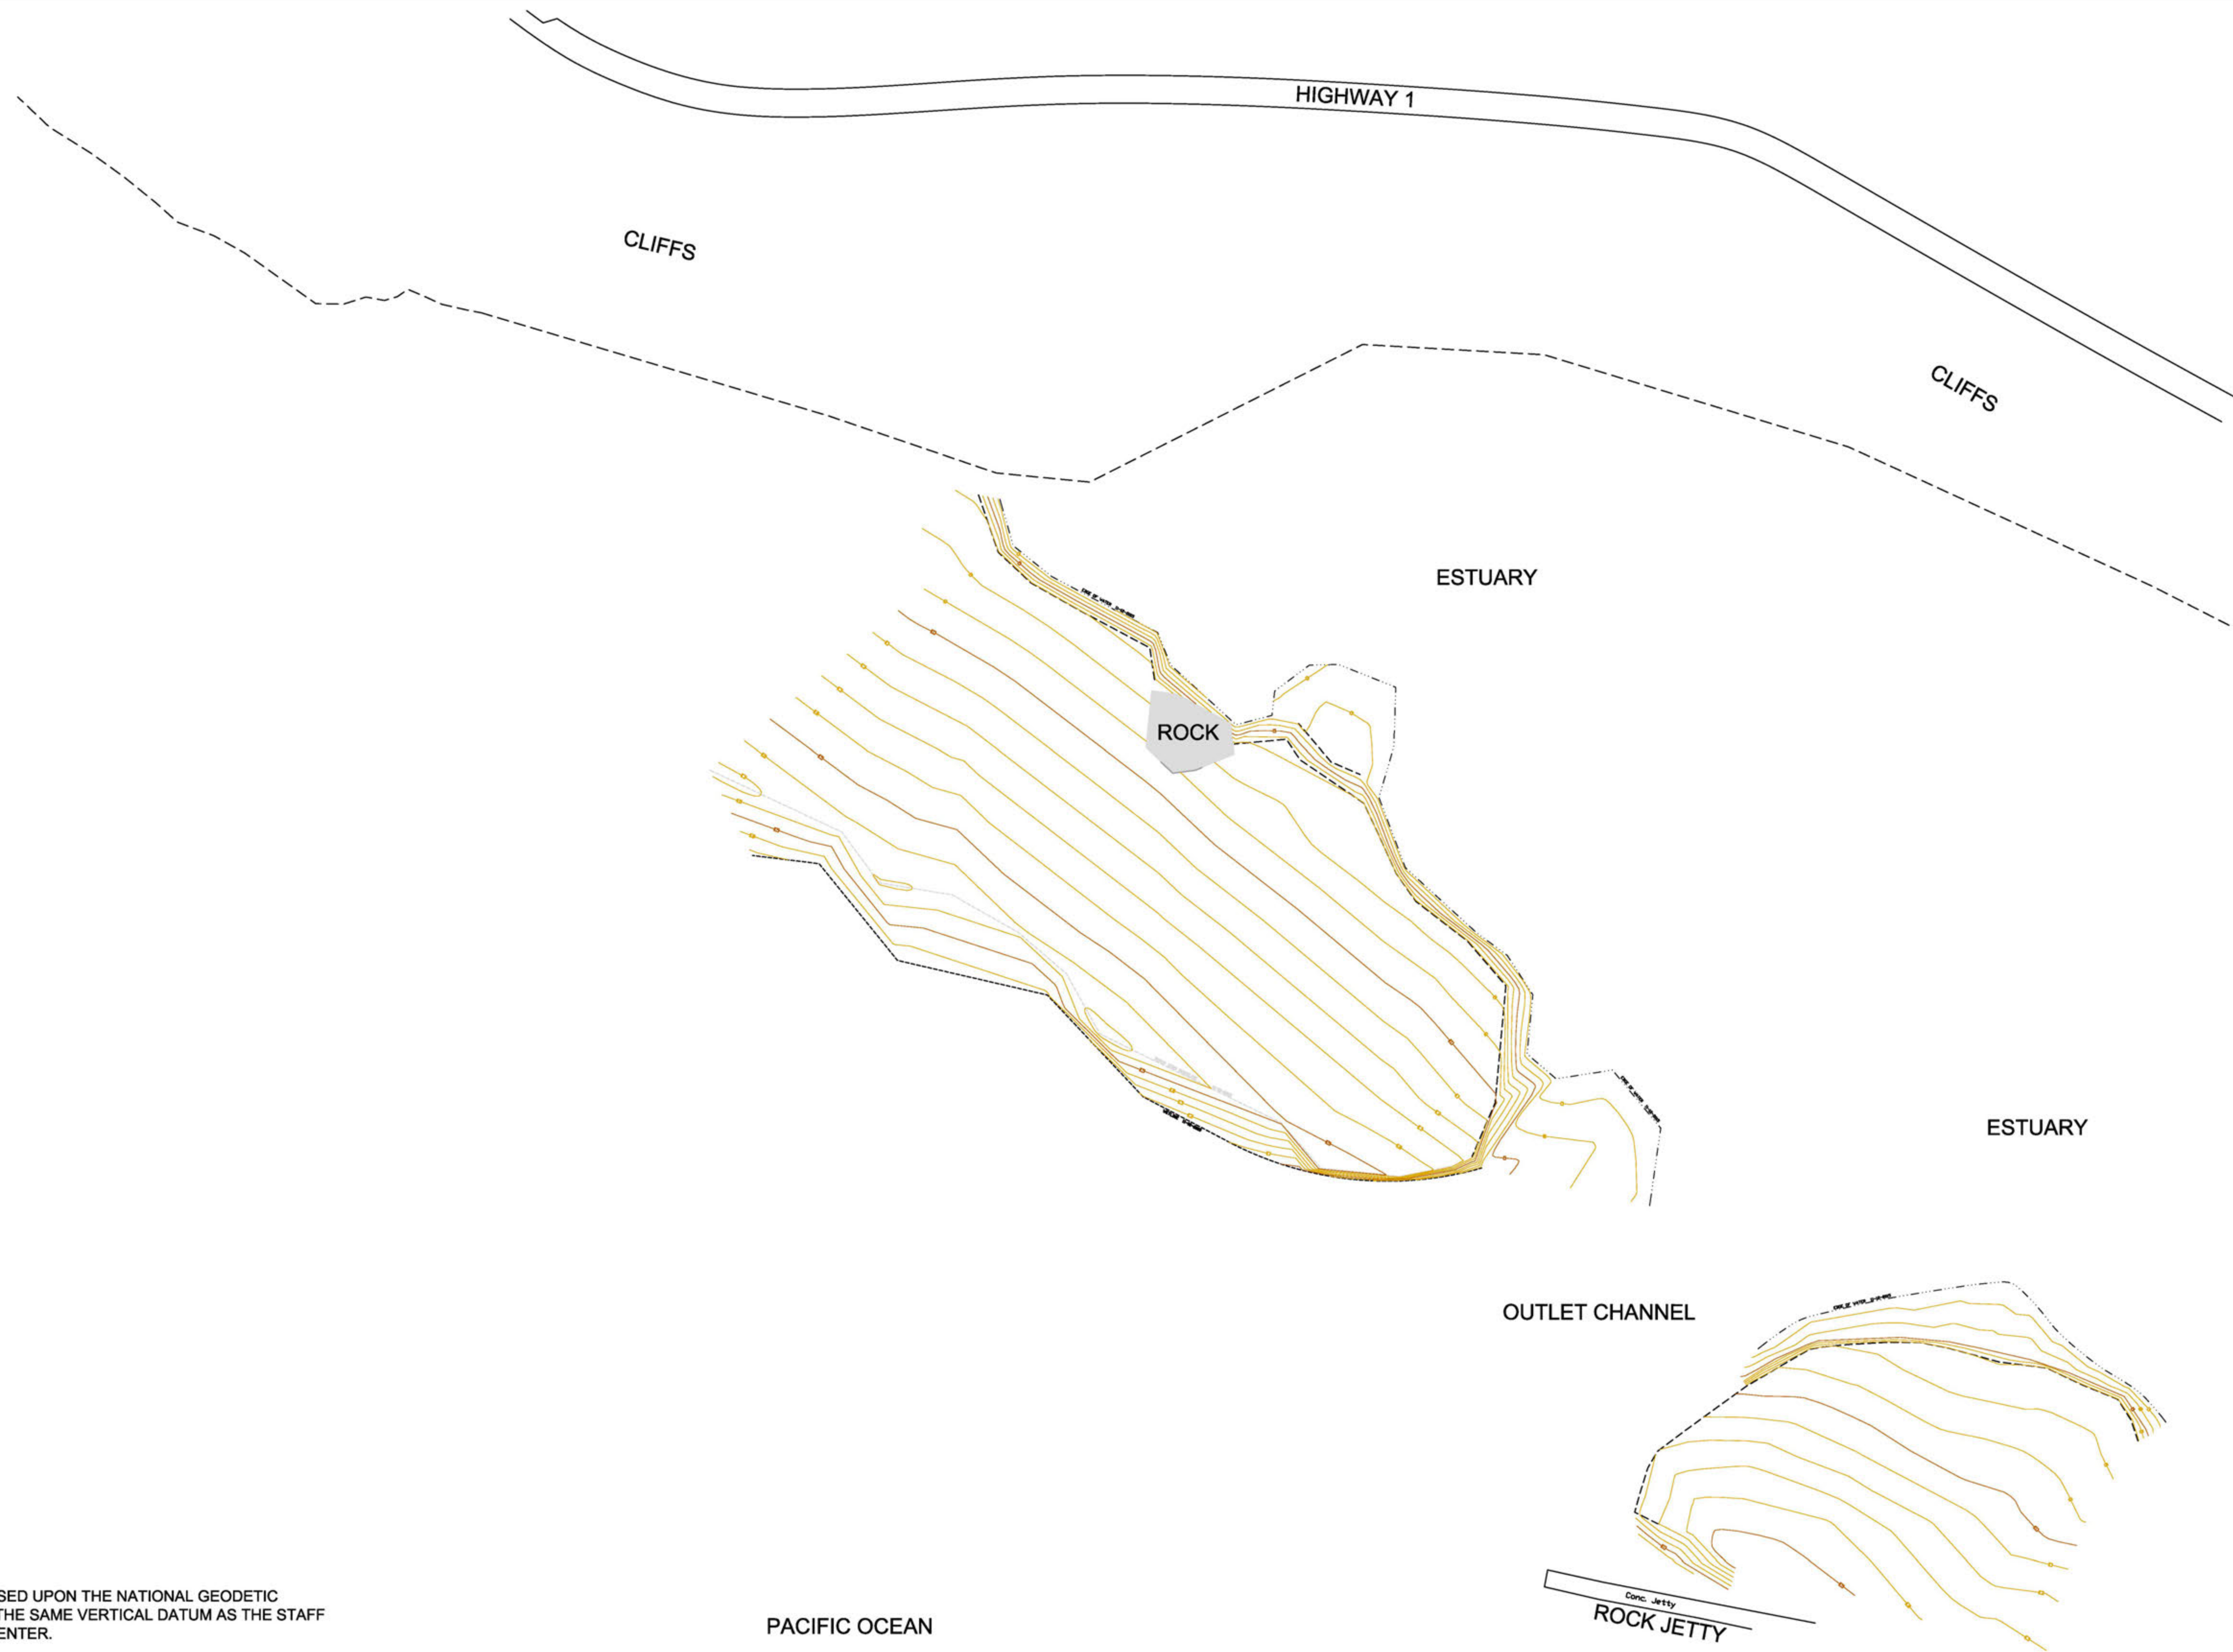 HIGHWAY 1
CLIFFS
CLIFFS
ESTUARY
ROCK
ESTUARY
OUTLET CHANNEL
SED UPON THE NATIONAL GEODETIC
THE SAME VERTICAL DATUM AS THE STAFF
ENTER.
PACIFIC OCEAN
Conc. Jetty
ROCK JETTY